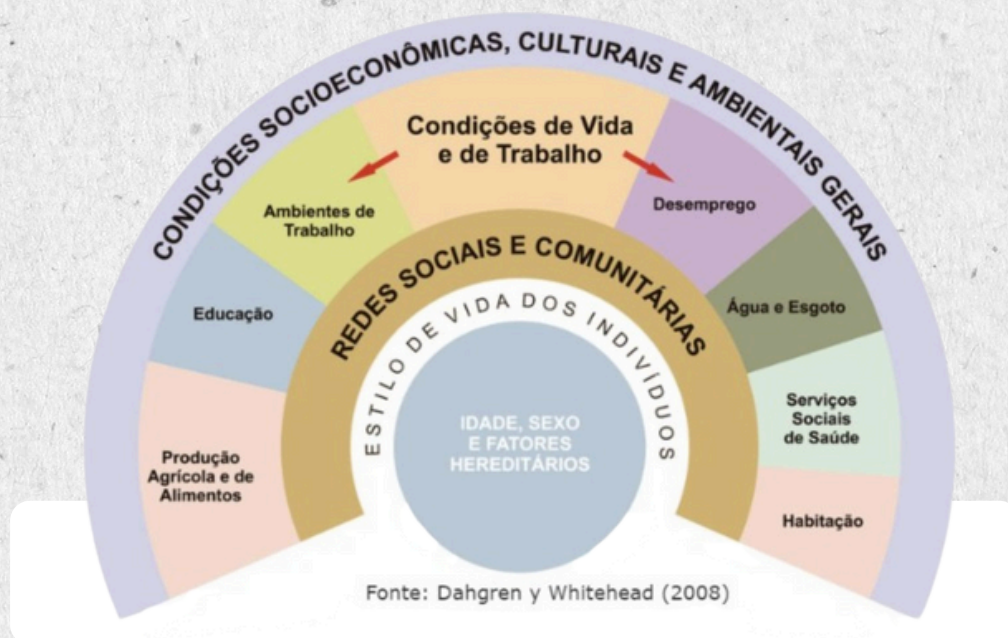 CONDIÇÕES SOCIOECONÔMICAS, CULTURAIS E AMBIENTAIS GERAIS
Condições de Vida
e de Trabalho
Ambientes de
Trabalho
Desemprego
Educação
Água e Esgoto
Produção
Agrícola e de
Alimentos
Serviços
Sociais
de Saúde
Habitação
REDES SOCIAIS E COMUNITÁRIAS
ESTILO DE VIDA DOS INDIVÍDUOS
IDADE, SEXO
E FATORES
HEREDITÁRIOS
Fonte: Dahgren y Whitehead (2008)